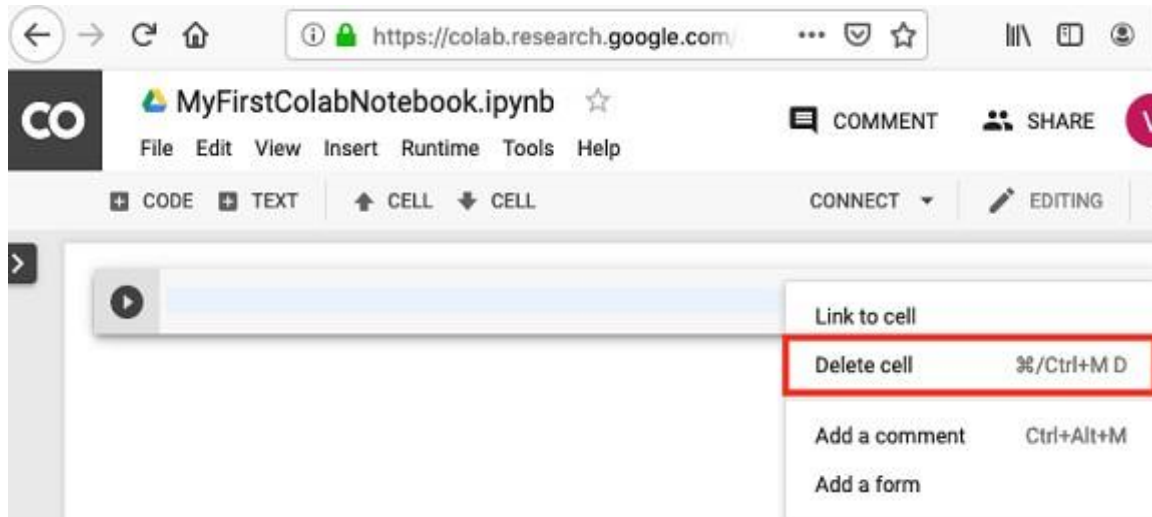 https://colab.research.google.com/
CO MyFirstColabNotebook.ipynb
COMMENT SHARE V
File Edit View Insert Runtime Tools Help
CODE TEXT CELL CELL CONNECT EDITING
Link to cell
Delete cell ⌘/Ctrl+M D
Add a comment Ctrl+Alt+M
Add a form